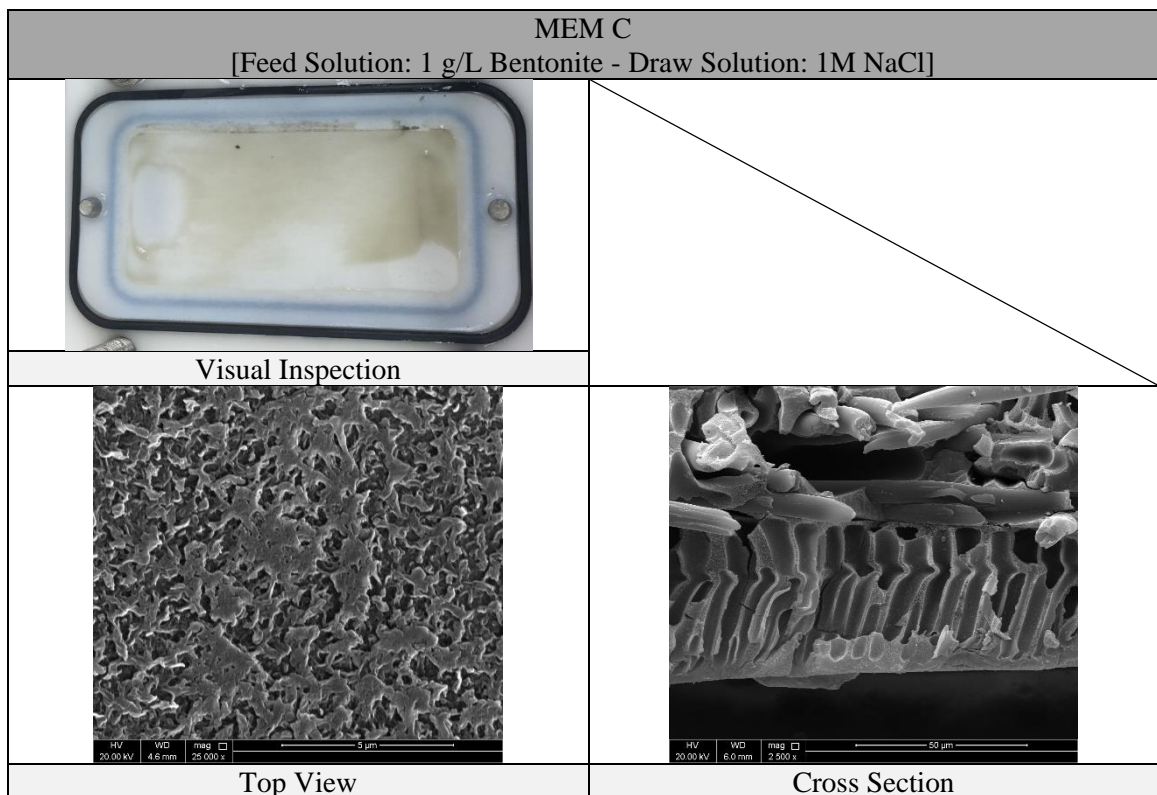 MEM C
[Feed Solution: 1 g/L Bentonite - Draw Solution: 1M NaCl]
Visual Inspection
HV WD mag 5 µm
20.00 kV 4.6 mm 25 000 x
HV WD mag 50 µm
20.00 kV 6.0 mm 2 500 x
Top View
Cross Section